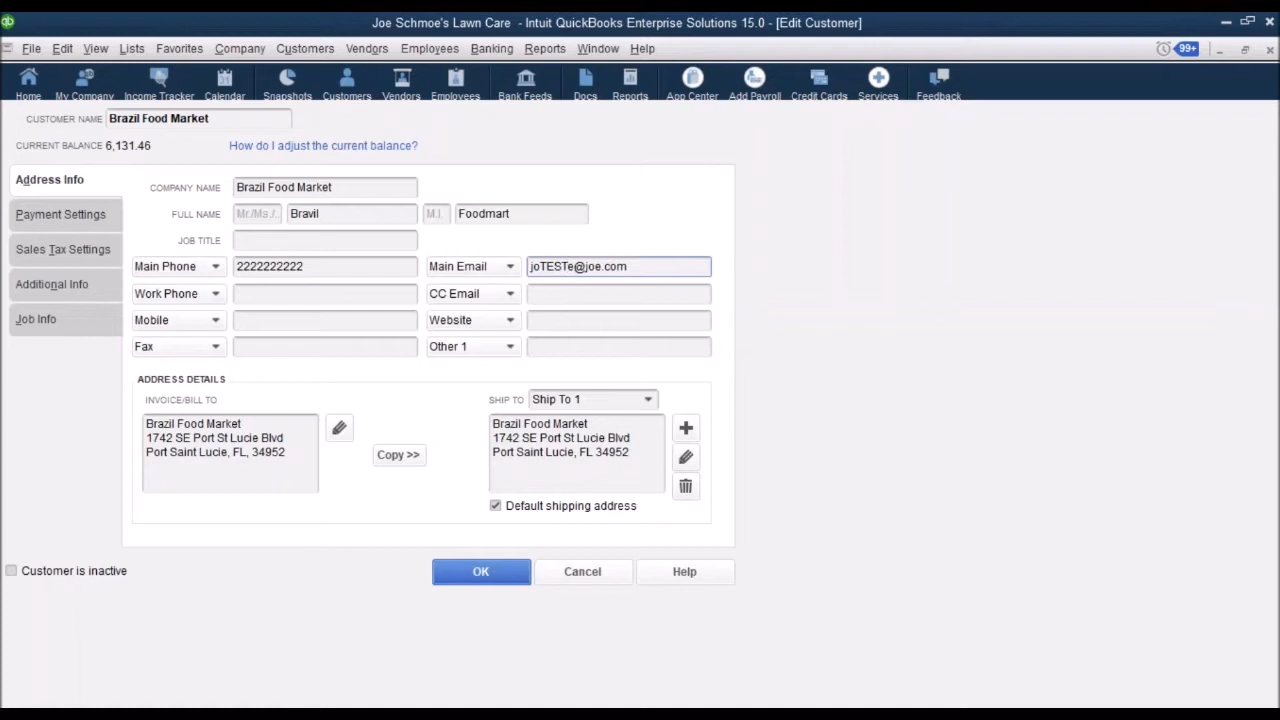 qb Joe Schmoe's Lawn Care - Intuit QuickBooks Enterprise Solutions 15.0 - [Edit Customer]
File Edit View Lists Favorites Company Customers Vendors Employees Banking Reports Window Help 99+
Home My Company Income Tracker Calendar Snapshots Customers Vendors Employees Bank Feeds Docs Reports App Center Add Payroll Credit Cards Services Feedback
CUSTOMER NAME Brazil Food Market
CURRENT BALANCE 6,131.46 How do I adjust the current balance?
Address Info
Payment Settings
Sales Tax Settings
Additional Info
Job Info
COMPANY NAME Brazil Food Market
FULL NAME Mr./Ms./.. Bravil M.I. Foodmart
JOB TITLE
Main Phone 2222222222 Main Email joTESTe@joe.com
Work Phone CC Email
Mobile Website
Fax Other 1
ADDRESS DETAILS
INVOICE/BILL TO
Brazil Food Market
1742 SE Port St Lucie Blvd
Port Saint Lucie, FL, 34952
Copy >>
SHIP TO Ship To 1
Brazil Food Market
1742 SE Port St Lucie Blvd
Port Saint Lucie, FL 34952
Default shipping address
Customer is inactive
OK Cancel Help